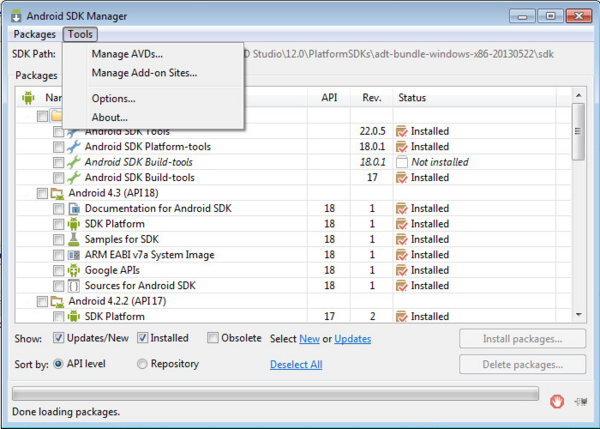 Android SDK Manager
Packages Tools
SDK Path: D Studio\12.0\PlatformSDKs\adt-bundle-windows-x86-20130522\sdk
Manage AVDs...
Manage Add-on Sites...
Options...
About...
Packages
API Rev. Status
Android SDK Tools 22.0.5 Installed
Android SDK Platform-tools 18.0.1 Installed
Android SDK Build-tools 18.0.1 Not installed
Android SDK Build-tools 17 Installed
Android 4.3 (API 18)
Documentation for Android SDK 18 1 Installed
SDK Platform 18 1 Installed
Samples for SDK 18 1 Installed
ARM EABI v7a System Image 18 1 Installed
Google APIs 18 1 Installed
Sources for Android SDK 18 1 Installed
Android 4.2.2 (API 17)
SDK Platform 17 2 Installed
Show: Updates/New Installed Obsolete Select New or Updates Install packages...
Sort by: API level Repository Deselect All Delete packages...
Done loading packages.